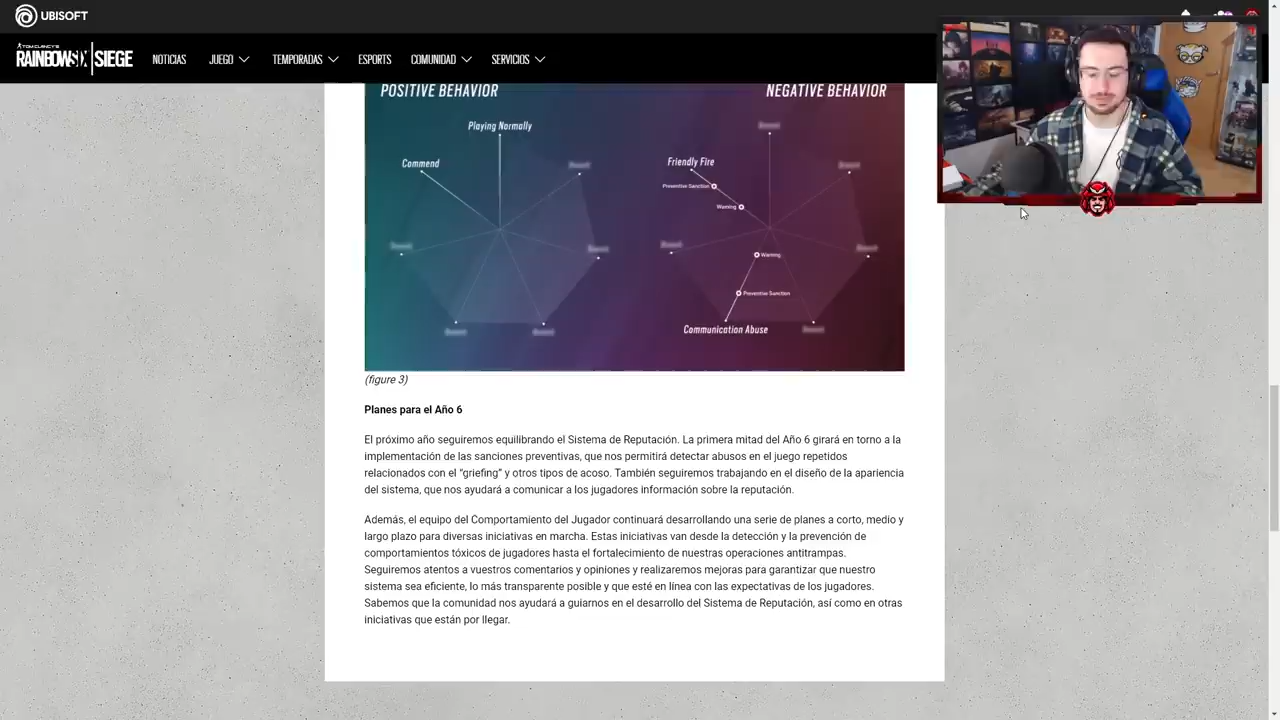 UBISOFT
TOM CLANCY'S
RAINBOW SIX | SIEGE
NOTICIAS
JUEGO
TEMPORADAS
ESPORTS
COMUNIDAD
SERVICIOS
POSITIVE BEHAVIOR
NEGATIVE BEHAVIOR
Playing Normally
Commend
Friendly Fire
Preventive Sanction
Warning
Warning
Preventive Sanction
Communication Abuse
(figure 3)
Planes para el Año 6
El próximo año seguiremos equilibrando el Sistema de Reputación. La primera mitad del Año 6 girará en torno a la
implementación de las sanciones preventivas, que nos permitirá detectar abusos en el juego repetidos
relacionados con el “griefing” y otros tipos de acoso. También seguiremos trabajando en el diseño de la apariencia
del sistema, que nos ayudará a comunicar a los jugadores información sobre la reputación.
Además, el equipo del Comportamiento del Jugador continuará desarrollando una serie de planes a corto, medio y
largo plazo para diversas iniciativas en marcha. Estas iniciativas van desde la detección y la prevención de
comportamientos tóxicos de jugadores hasta el fortalecimiento de nuestras operaciones antitrampas.
Seguiremos atentos a vuestros comentarios y opiniones y realizaremos mejoras para garantizar que nuestro
sistema sea eficiente, lo más transparente posible y que esté en línea con las expectativas de los jugadores.
Sabemos que la comunidad nos ayudará a guiarnos en el desarrollo del Sistema de Reputación, así como en otras
iniciativas que están por llegar.